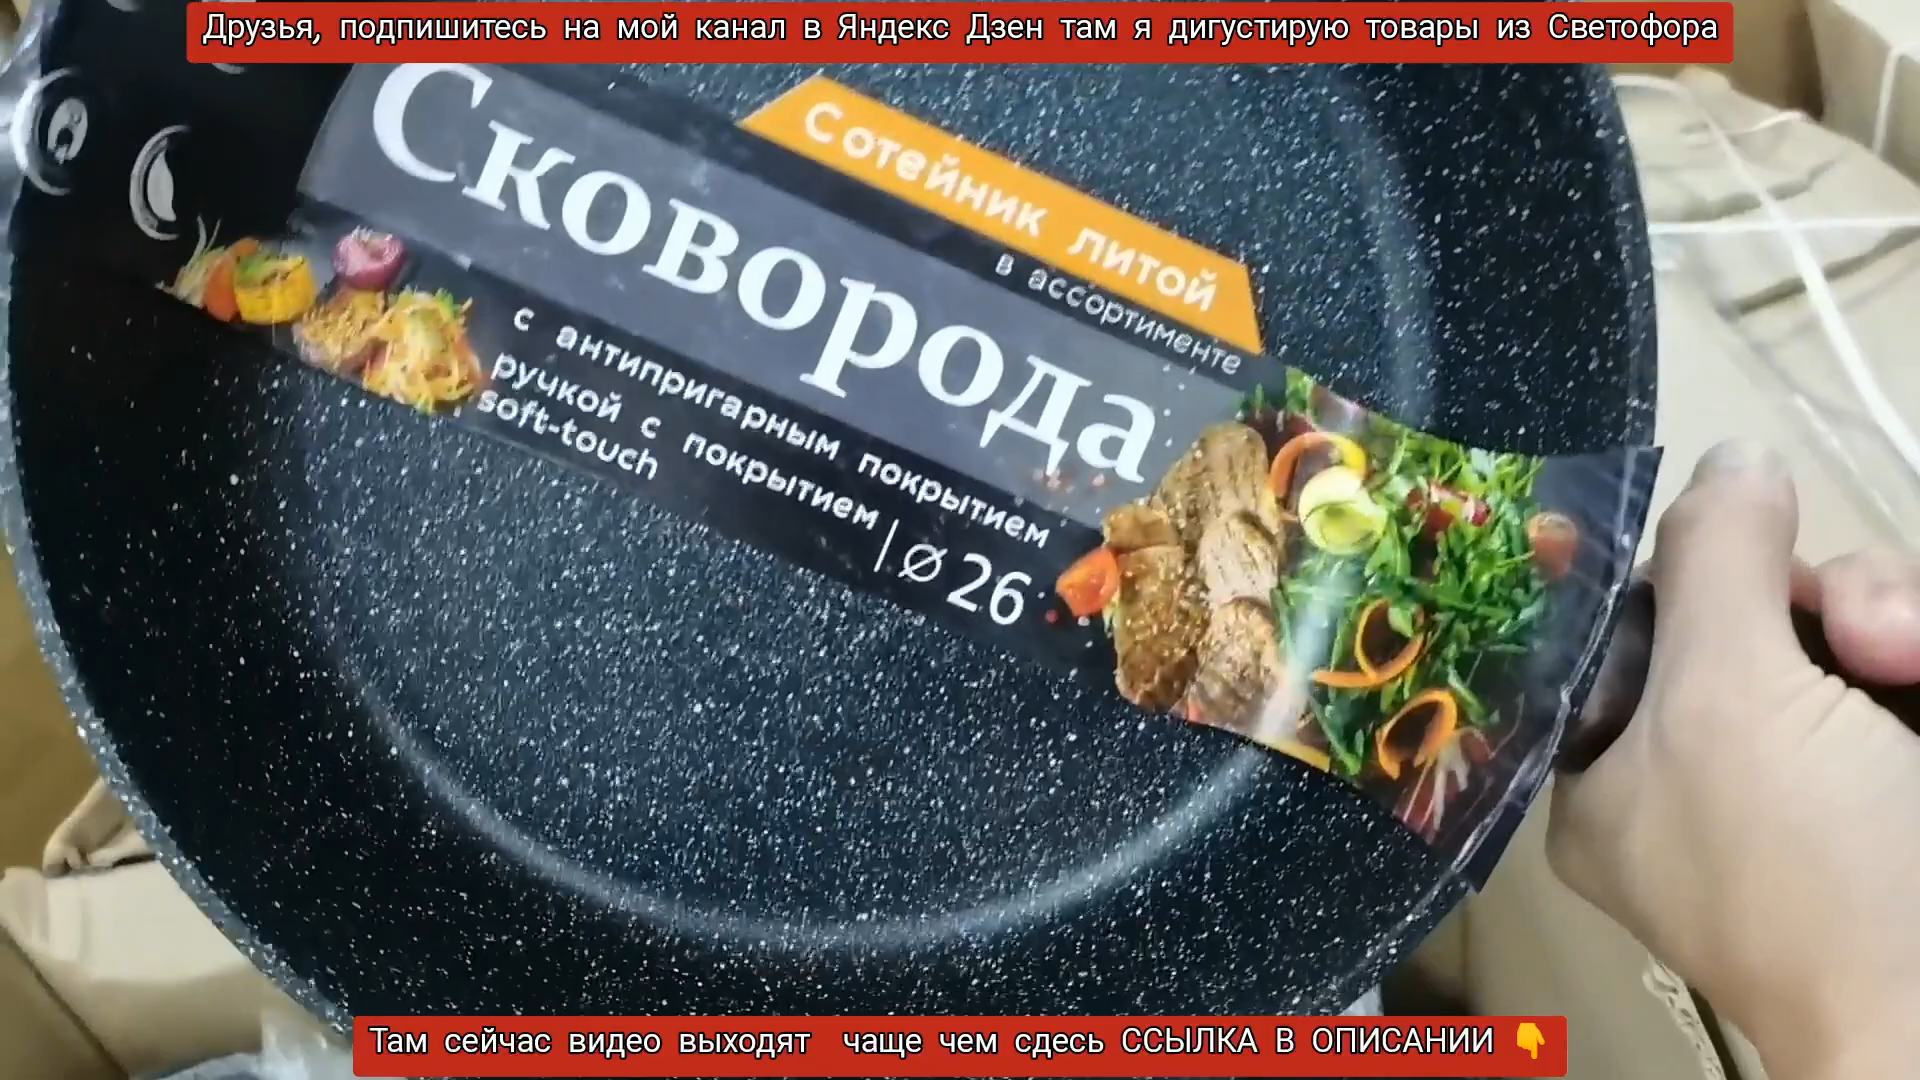 Друзья, подпишитесь на мой канал в Яндекс Дзен там я дигустирую товары из Светофора
Сотейник литой
в ассортименте
Сковорода
с антипригарным покрытием
ручкой с покрытием
soft-touch
| ⌀ 26
Там сейчас видео выходят чаще чем сдесь ССЫЛКА В ОПИСАНИИ 👇